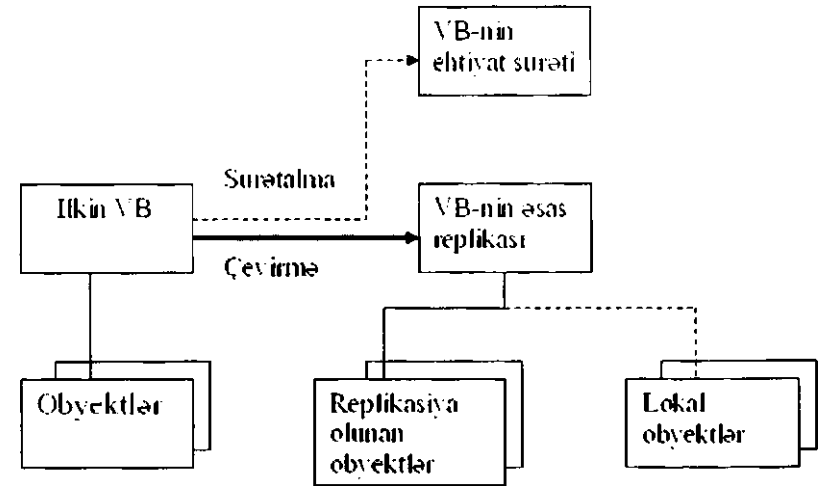 VB-nin
ehtiyat surəti
Surətalma
İlkin VB
VB-nin əsas
replikası
Çevirmə
Obyektlər
Replikasiya
olunan
obyektlər
Lokal
obyektlər